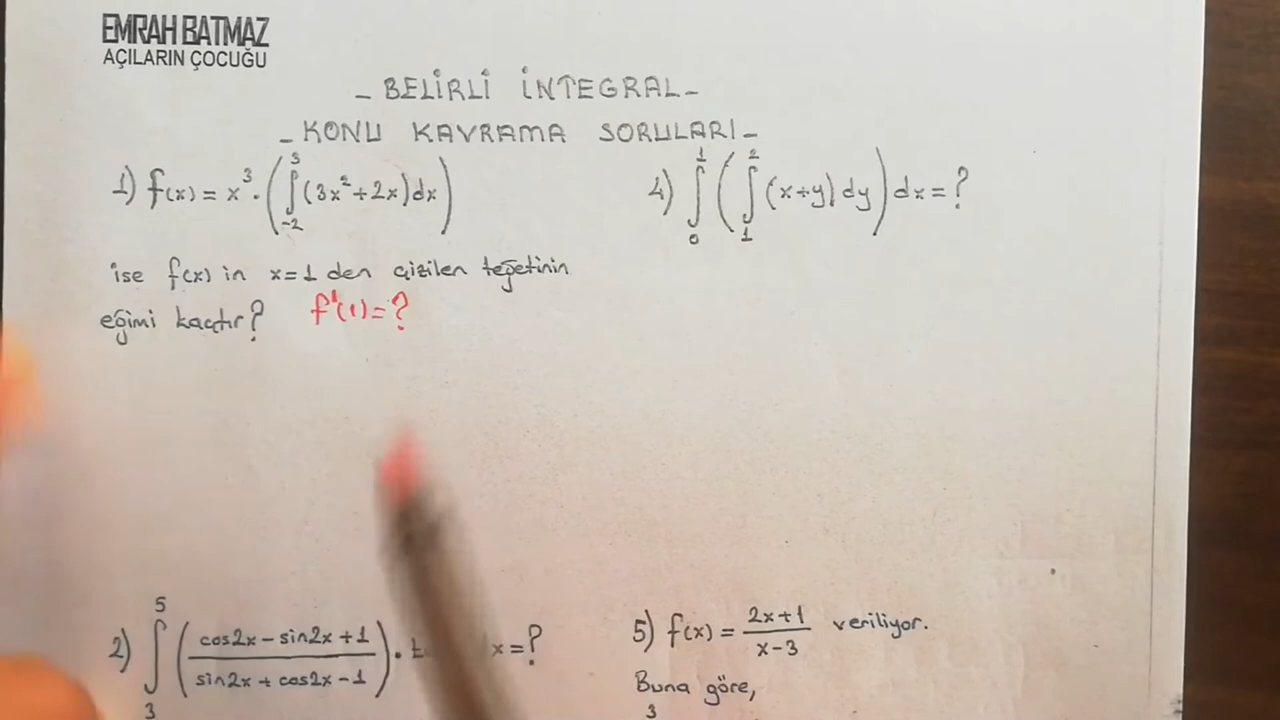 EMRAH BATMAZ
AÇILARIN ÇOCUĞU
- BELİRLİ İNTEGRAL -
- KONU KAVRAMA SORULARI -
1) f(x) = x³ · (∫₋₂³ (3x² + 2x) dx)
ise f(x) in x = 1 den çizilen teğetinin
eğimi kaçtır? f'(1) = ?
2) ∫₃⁵ ((cos2x - sin2x + 1) / (sin2x + cos2x - 1)) · x = ?
4) ∫₀¹ (∫₁² (x + y) dy) dx = ?
5) f(x) = (2x + 1) / (x - 3) veriliyor.
Buna göre,
3